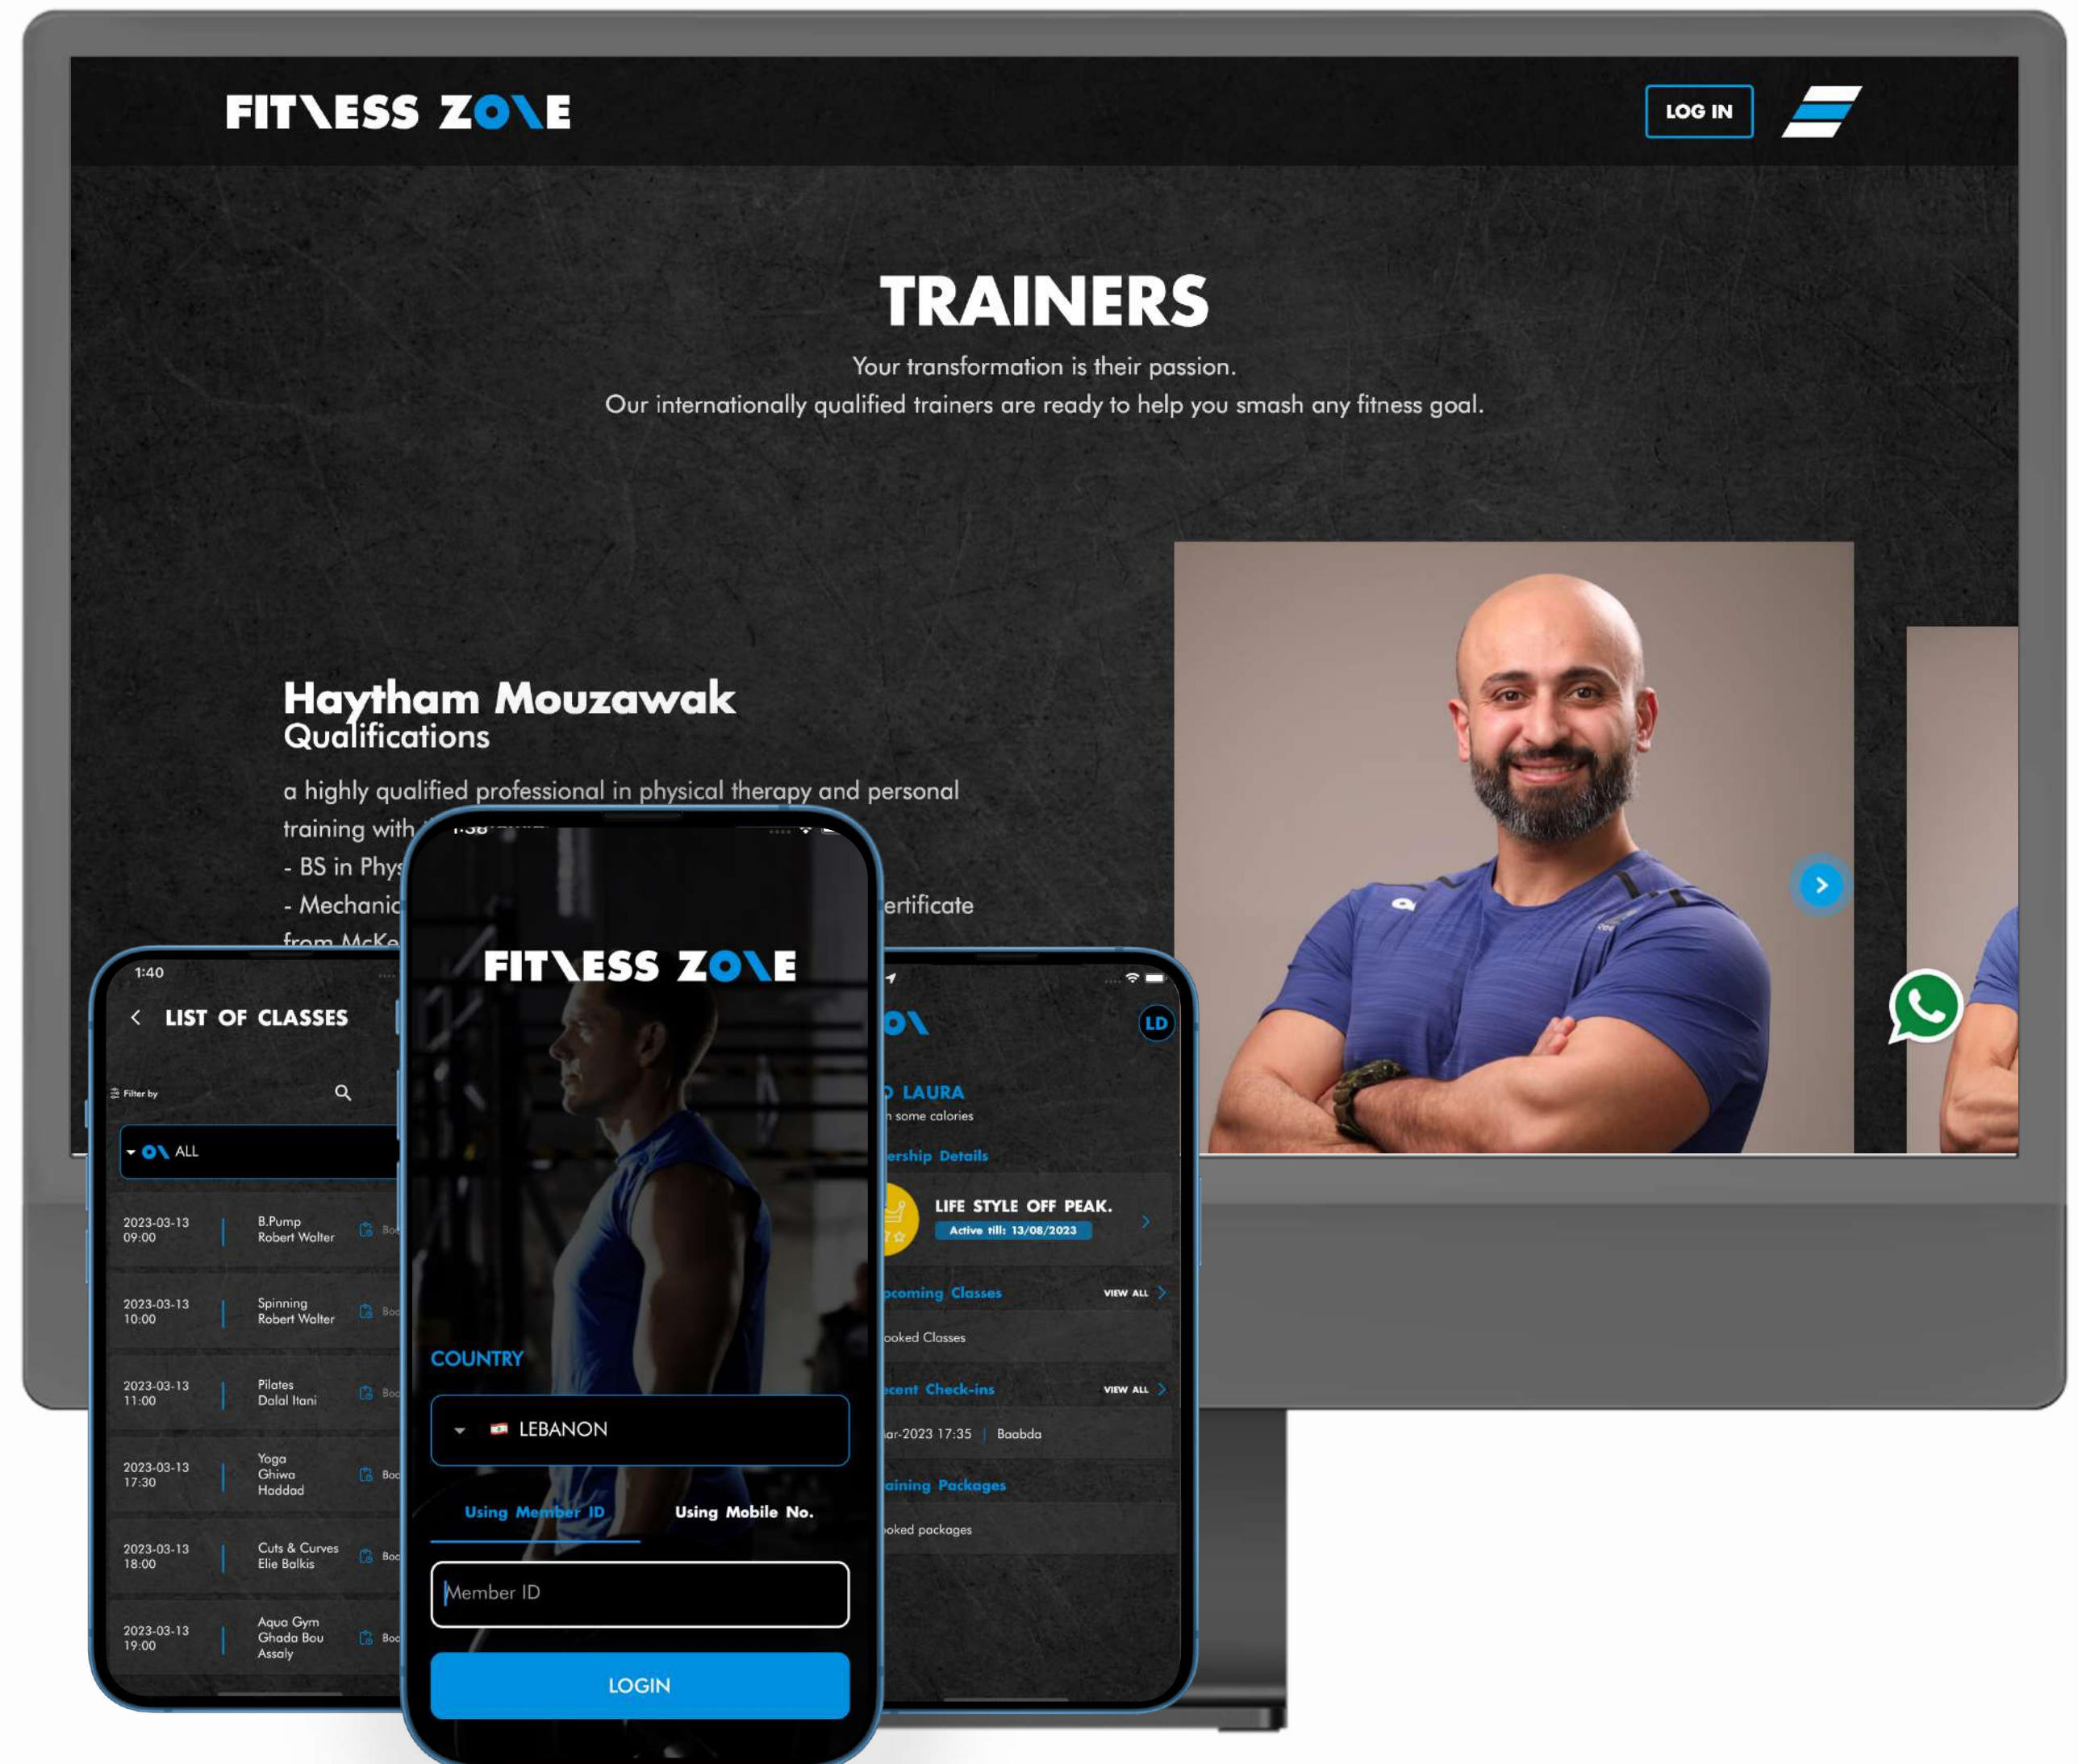 FITNESS ZONE
LOG IN
TRAINERS
Your transformation is their passion.
Our internationally qualified trainers are ready to help you smash any fitness goal.
Haytham Mouzawak
Qualifications
a highly qualified professional in physical therapy and personal
training with
- BS in Phys
- Mechanic
ertificate
from McKe
1:40
LIST OF CLASSES
Filter by
ALL
2023-03-13
09:00
B.Pump
Robert Walter
2023-03-13
10:00
Spinning
Robert Walter
2023-03-13
11:00
Pilates
Dalal Itani
2023-03-13
17:30
Yoga
Ghiwa
Haddad
2023-03-13
18:00
Cuts & Curves
Elie Balkis
2023-03-13
19:00
Aqua Gym
Ghada Bou
Assaly
FITNESS ZONE
COUNTRY
LEBANON
Using Member ID
Using Mobile No.
Member ID
LOGIN
LD
LAURA
some calories
ership Details
LIFE STYLE OFF PEAK.
Active till: 13/08/2023
coming Classes
VIEW ALL
ooked Classes
ecent Check-ins
VIEW ALL
ar-2023 17:35 | Baabda
aining Packages
oked packages